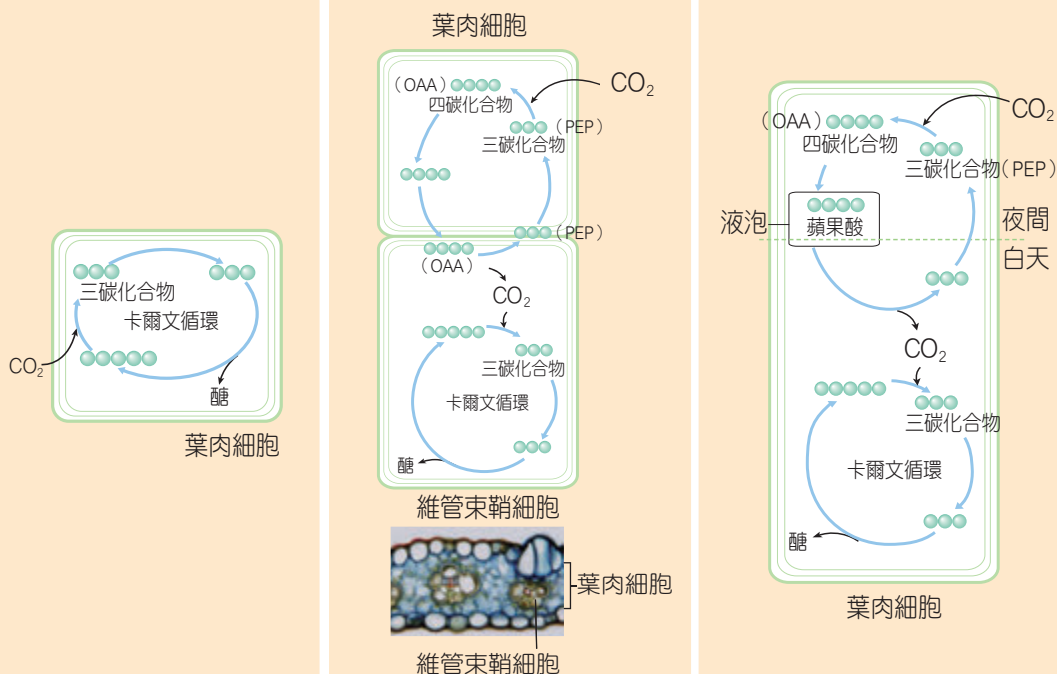 三碳化合物
卡爾文循環
CO2
醣
葉肉細胞
葉肉細胞
(OAA)
四碳化合物
CO2
(PEP)
三碳化合物
(PEP)
(OAA)
CO2
三碳化合物
卡爾文循環
醣
維管束鞘細胞
葉肉細胞
維管束鞘細胞
CO2
(OAA)
四碳化合物
三碳化合物(PEP)
液泡
蘋果酸
夜間
白天
CO2
三碳化合物
卡爾文循環
醣
葉肉細胞